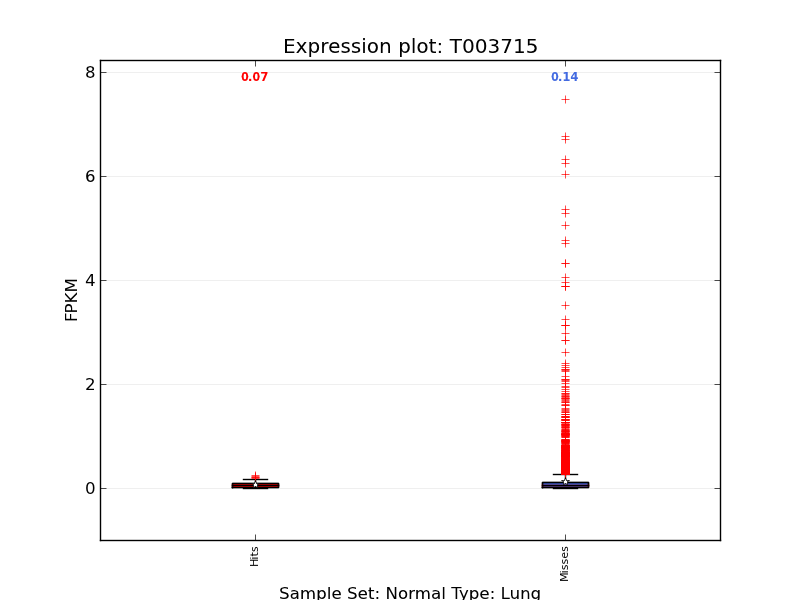 Expression plot: T003715
0.07
0.14
8
6
4
2
0
FPKM
Hits
Misses
Sample Set: Normal Type: Lung